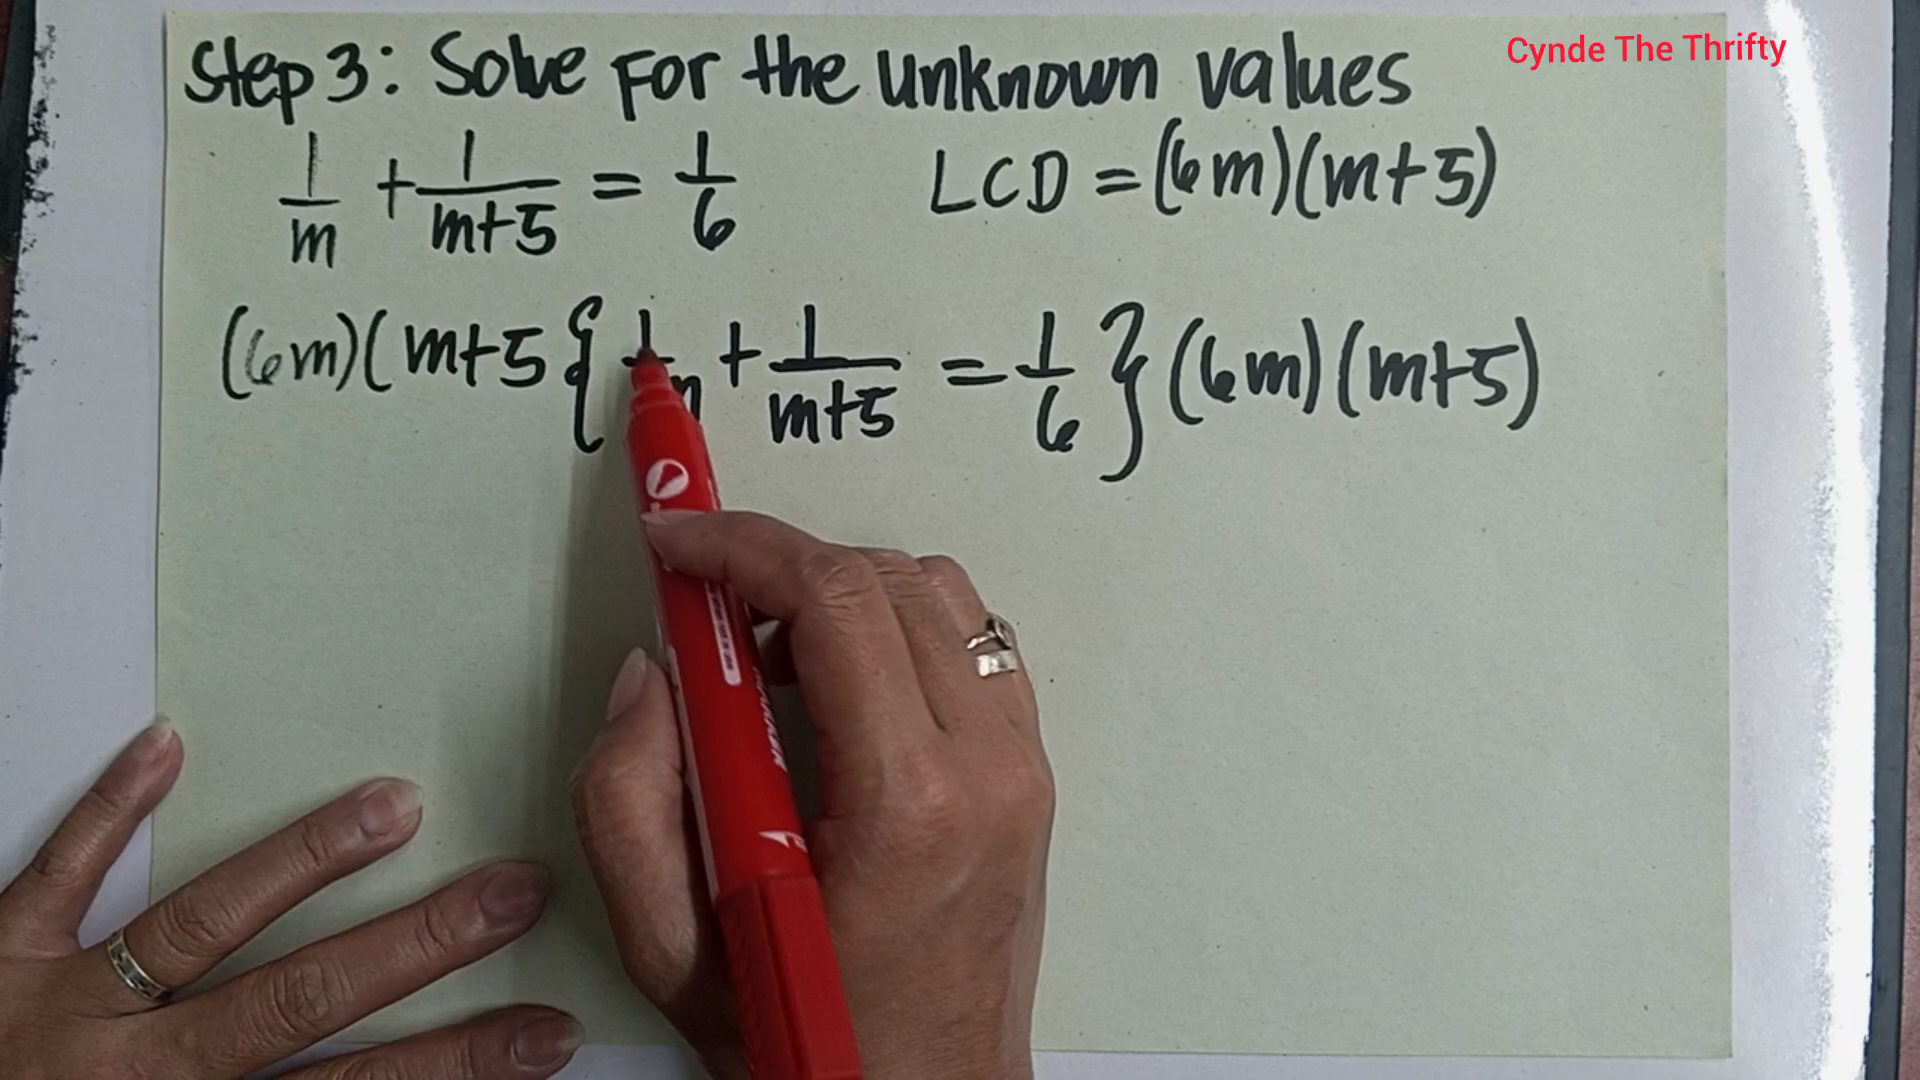 Step 3: Solve For the unknown values
Cynde The Thrifty
1/m + 1/m+5 = 1/6
LCD = (6m)(m+5)
(6m)(m+5{1/m + 1/m+5 = 1/6}(6m)(m+5)